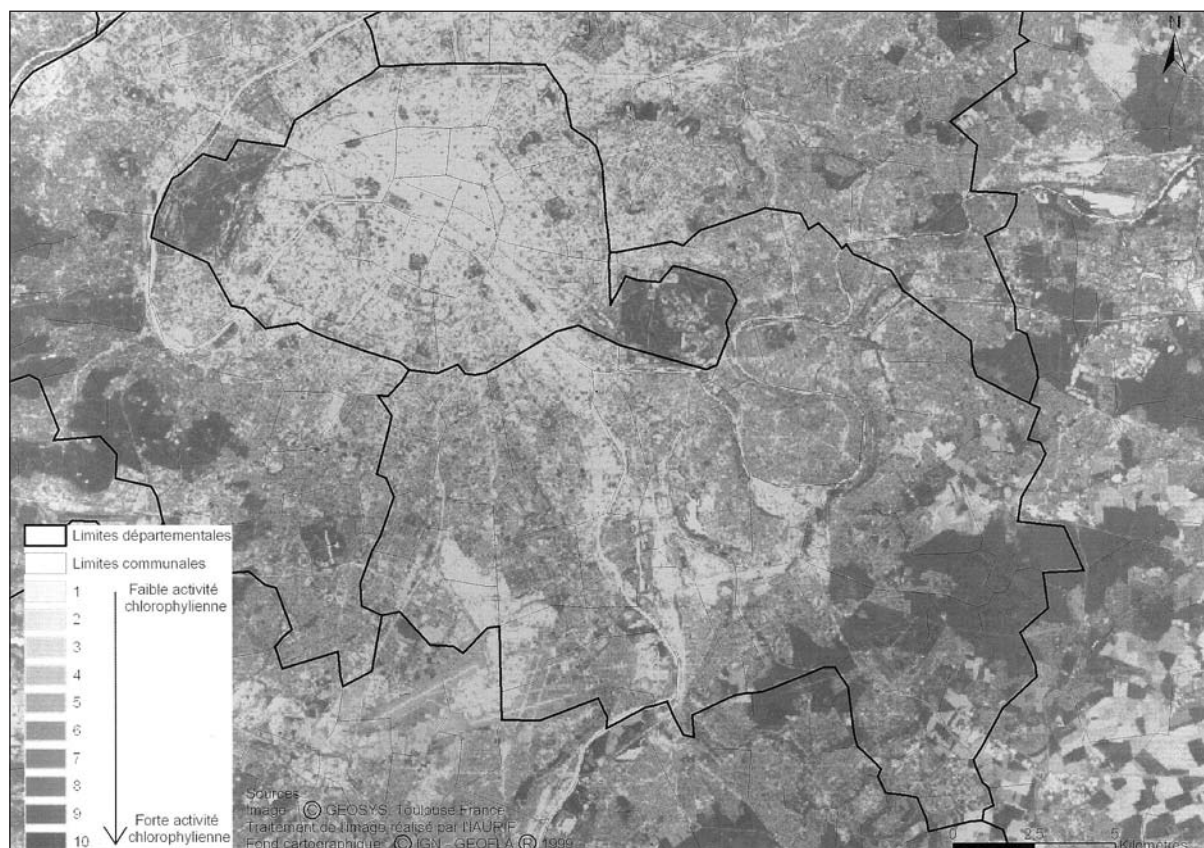 N
Limites départementales
Limites communales
1
Faible activité
chlorophylienne
2
3
4
5
6
7
8
9
Forte activité
10
chlorophylienne
Sources
Image : © GEOSYS, Toulouse France
Traitement de l'image réalisé par l'IAURIF
Fond cartographique : © IGN - GEOFLA ® 1999
0 2,5 5
Kilomètres